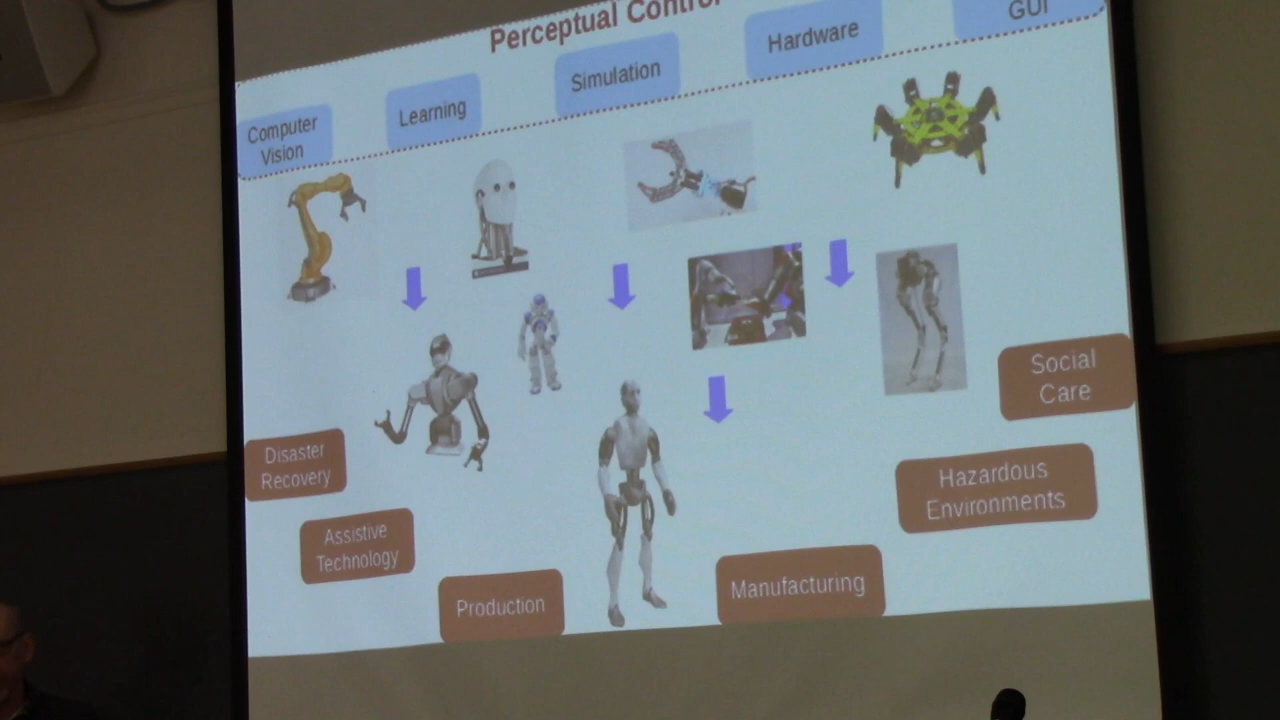 Perceptual Control
GUI
Hardware
Simulation
Learning
Computer
Vision
Social
Care
Disaster
Recovery
Hazardous
Environments
Assistive
Technology
Production
Manufacturing